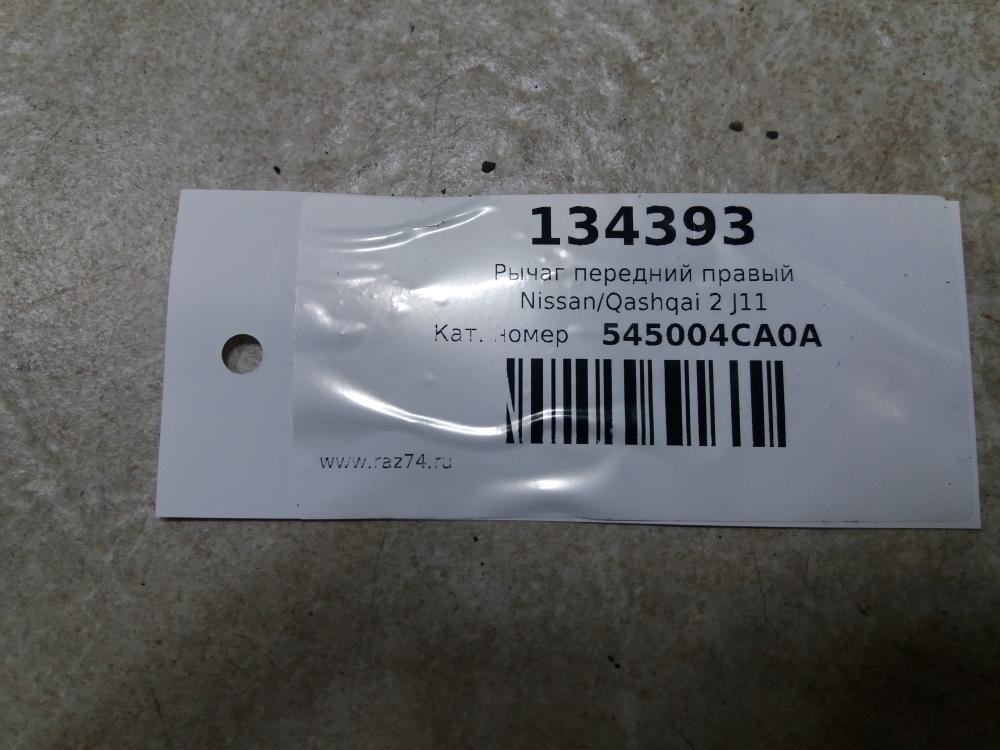 134393
Рычаг передний правый
Nissan/Qashqai 2 J11
Кат. номер 545004CA0A
www.raz74.ru